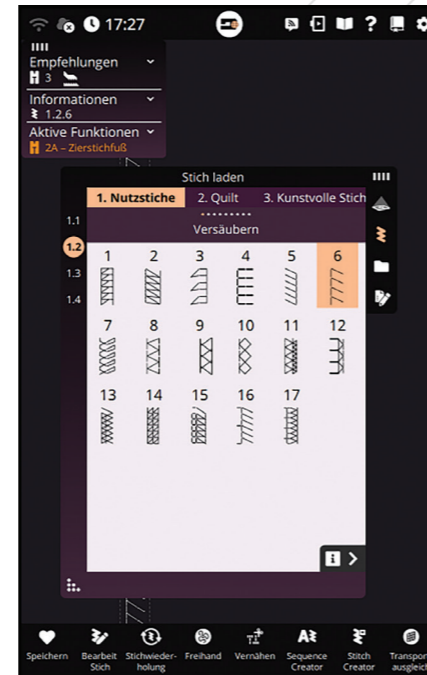 17:27
?
Empfehlungen
3
Informationen
1.2.6
Aktive Funktionen
2A – Zierstichfuß
Stich laden
1. Nutzstiche 2. Quilt 3. Kunstvolle Stich
Versäubern
1.1
1.2
1.3
1.4
1 2 3 4 5 6
7 8 9 10 11 12
13 14 15 16 17
i >
Speichern
Bearbeit
Stich
Stichwieder-
holung
Freihand
Vernähen
Sequence
Creator
Stitch
Creator
Transpor
ausgleich